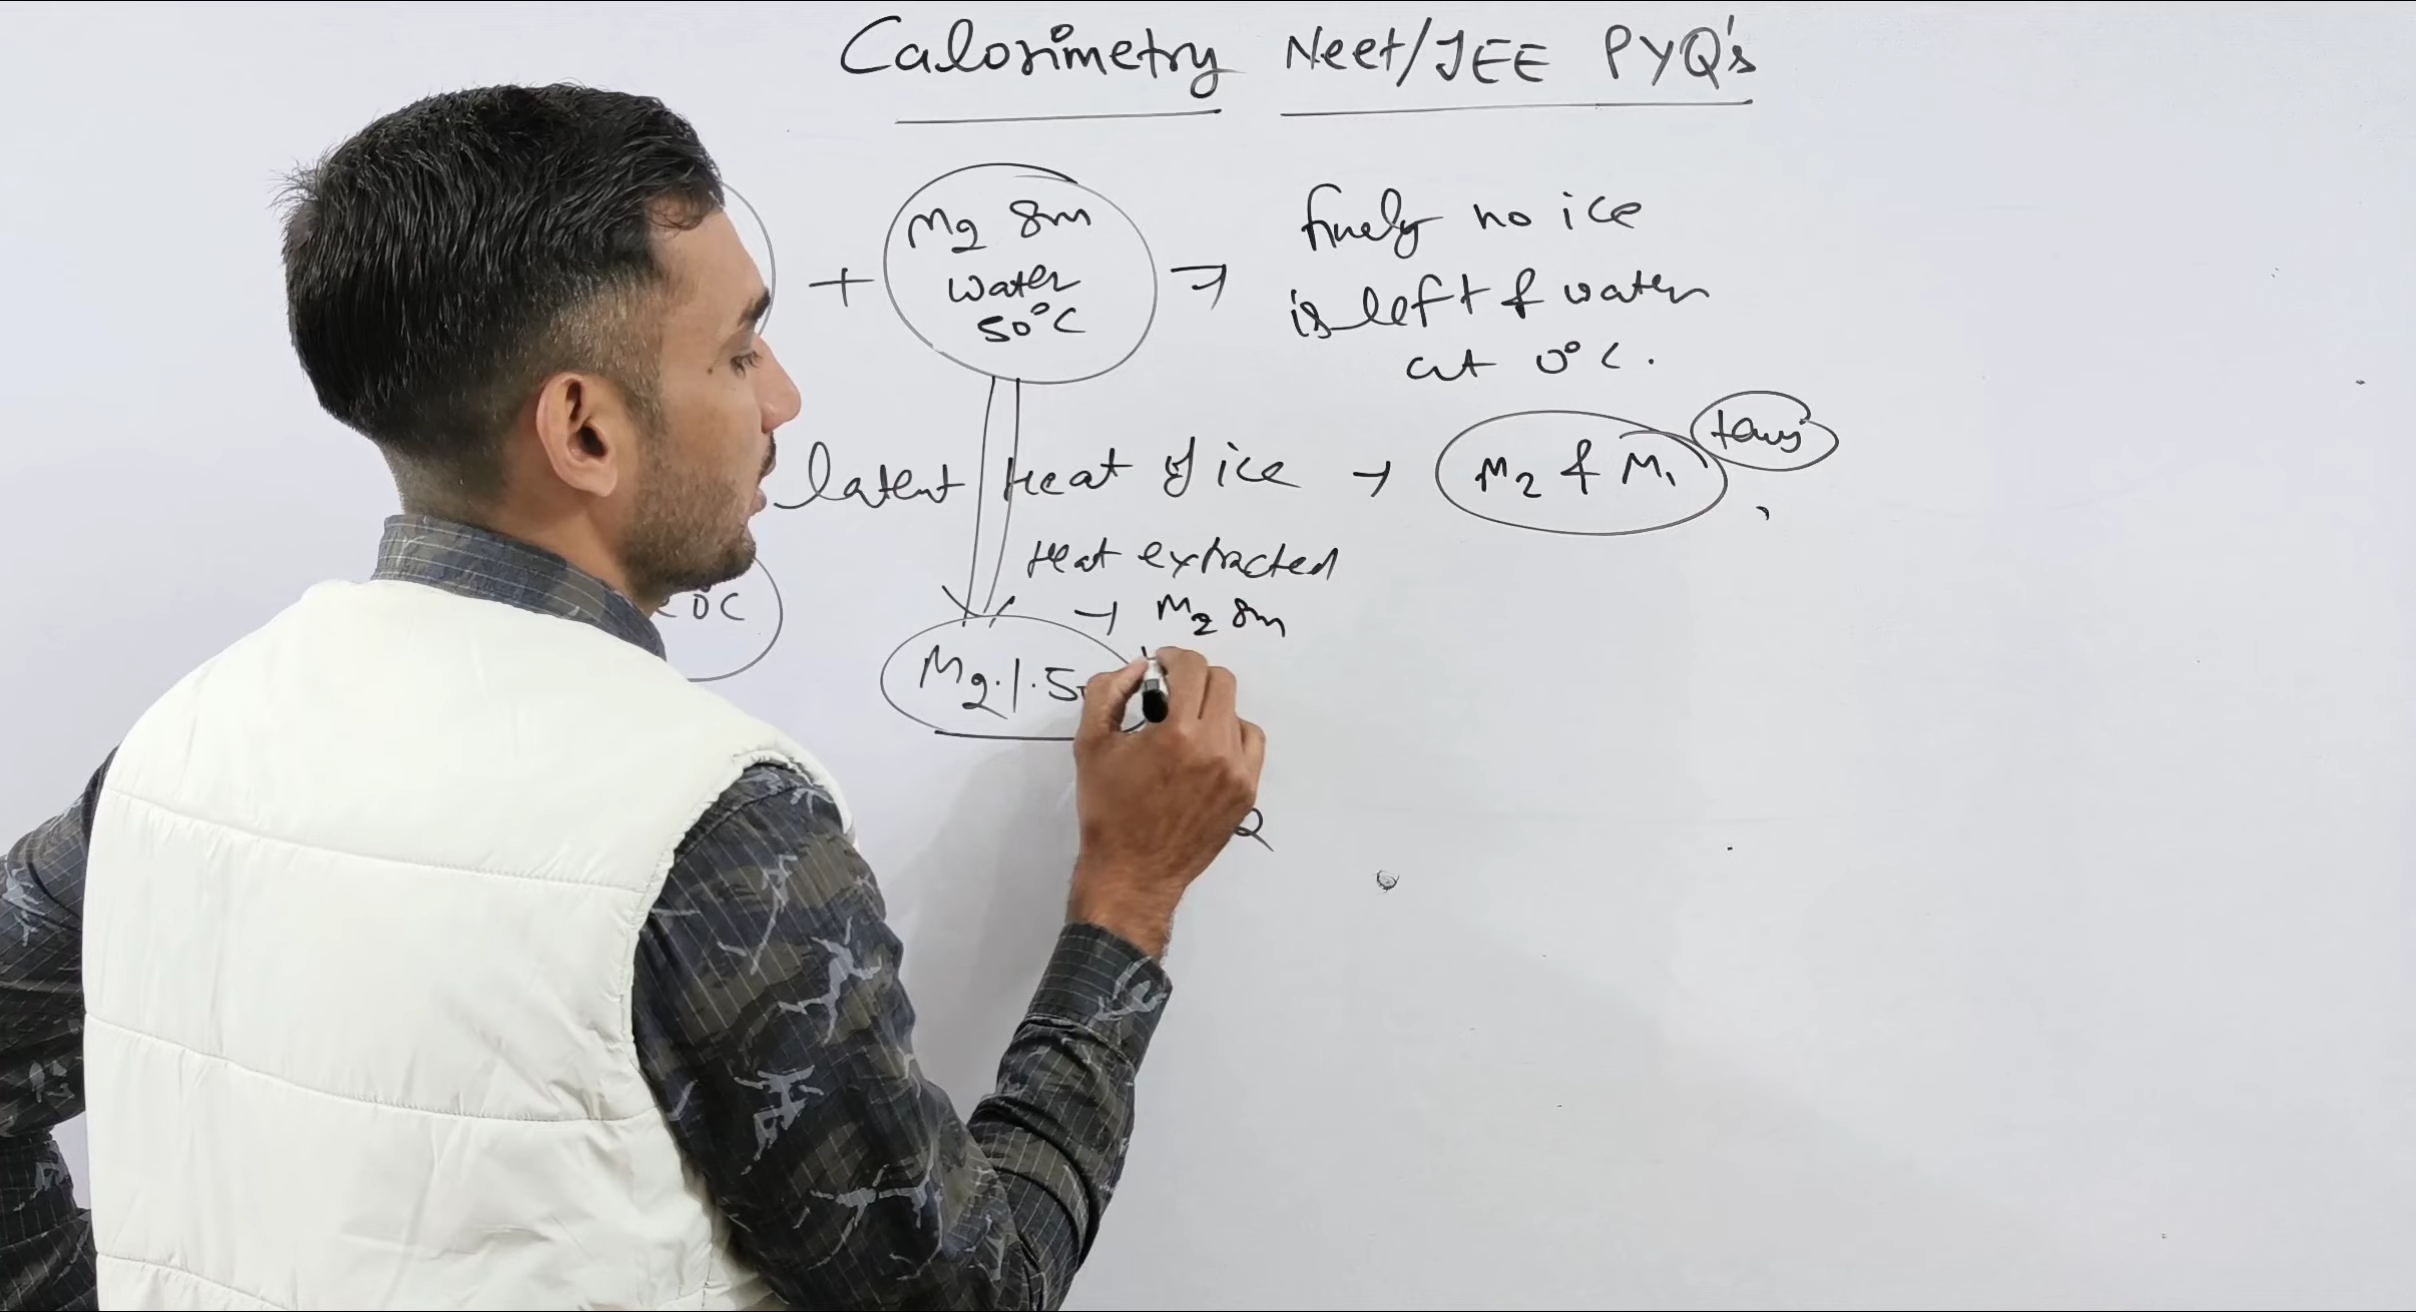 Calorimetry Neet/JEE PYQ's
M2 gm
water
50°C
+
→
finely no ice
is left & water
at 0°C.
latent Heat of ice → M2 & M1
Heat extracted
→ M2 gm
0C
M2.1.5